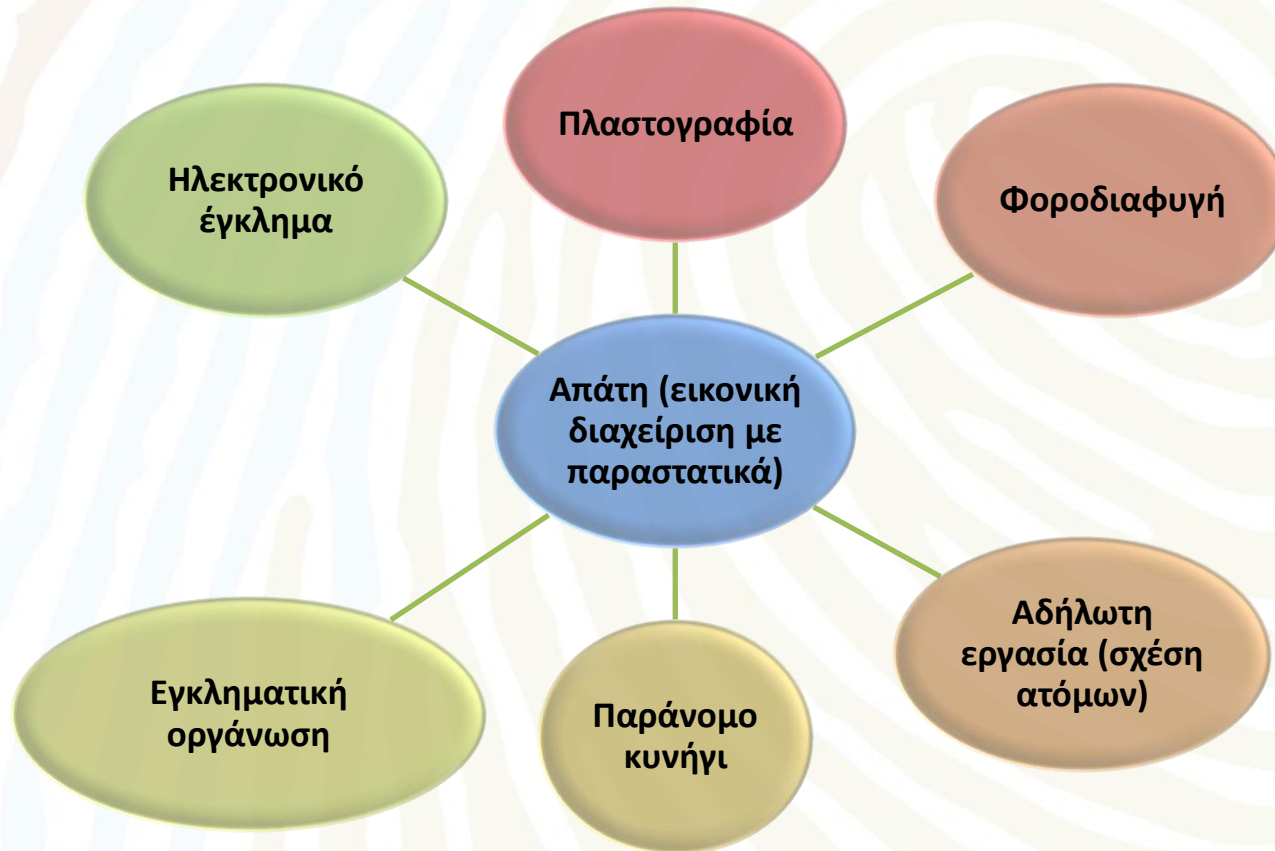 Πλαστογραφία
Ηλεκτρονικό
έγκλημα
Φοροδιαφυγή
Απάτη (εικονική
διαχείριση με
παραστατικά)
Αδήλωτη
εργασία (σχέση
ατόμων)
Εγκληματική
οργάνωση
Παράνομο
κυνήγι